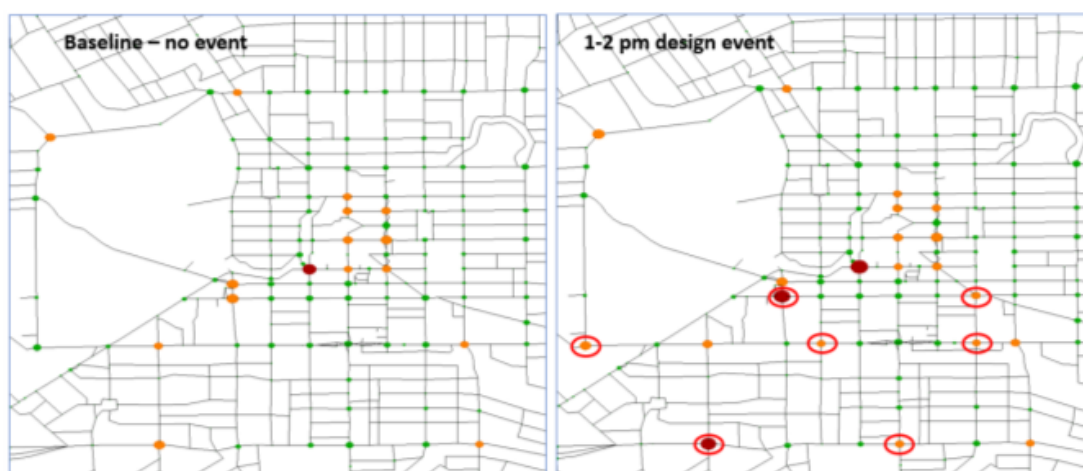 Baseline – no event
1-2 pm design event